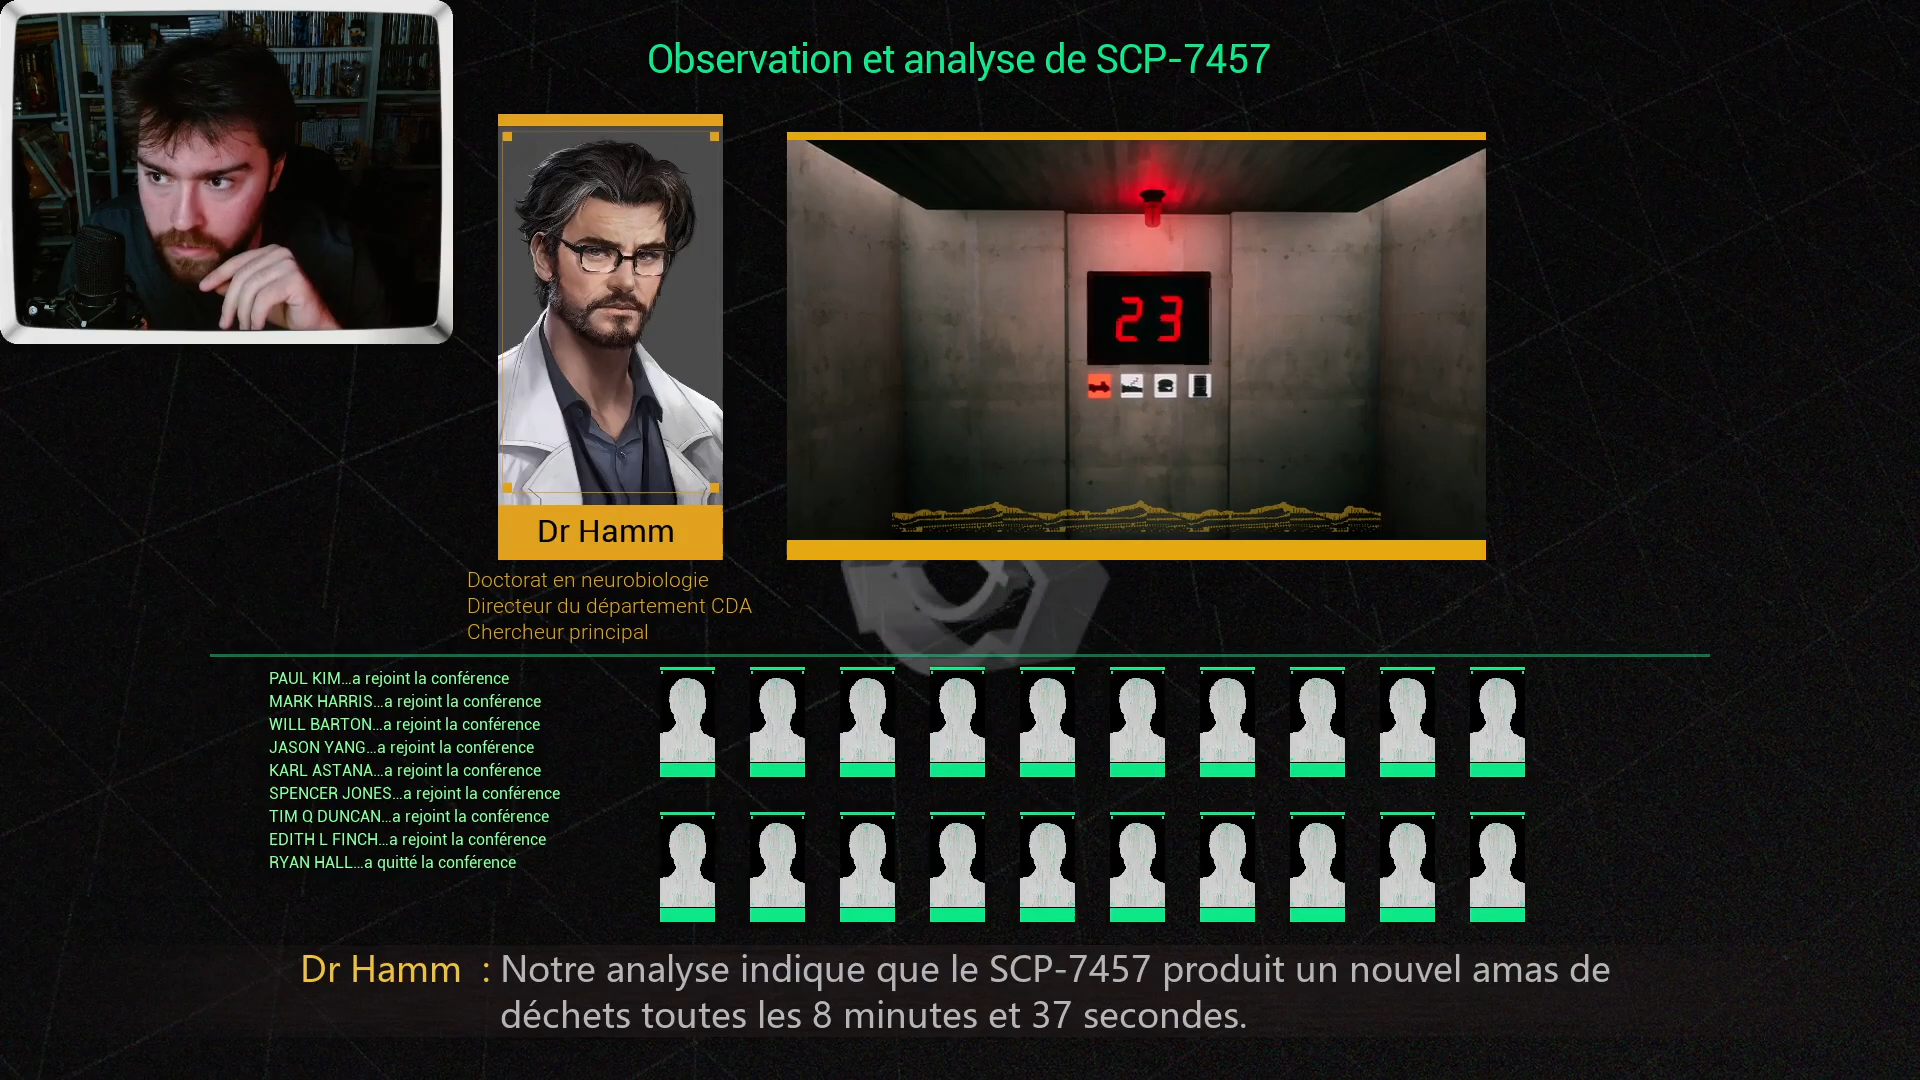 Observation et analyse de SCP-7457
23
Dr Hamm
Doctorat en neurobiologie
Directeur du département CDA
Chercheur principal
PAUL KIM...a rejoint la conférence
MARK HARRIS...a rejoint la conférence
WILL BARTON...a rejoint la conférence
JASON YANG...a rejoint la conférence
KARL ASTANA...a rejoint la conférence
SPENCER JONES...a rejoint la conférence
TIM Q DUNCAN...a rejoint la conférence
EDITH L FINCH...a rejoint la conférence
RYAN HALL...a quitté la conférence
Dr Hamm : Notre analyse indique que le SCP-7457 produit un nouvel amas de
déchets toutes les 8 minutes et 37 secondes.